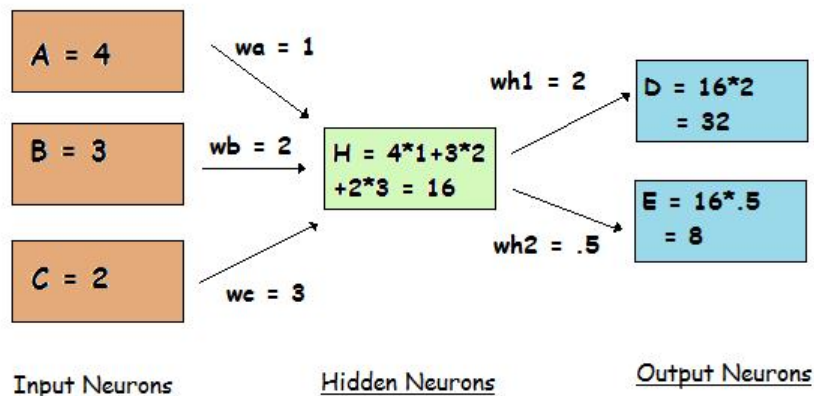 A = 4
wa = 1
B = 3
wb = 2
C = 2
wc = 3
H = 4*1+3*2
+2*3 = 16
wh1 = 2
wh2 = .5
D = 16*2
= 32
E = 16*.5
= 8
Input Neurons
Hidden Neurons
Output Neurons